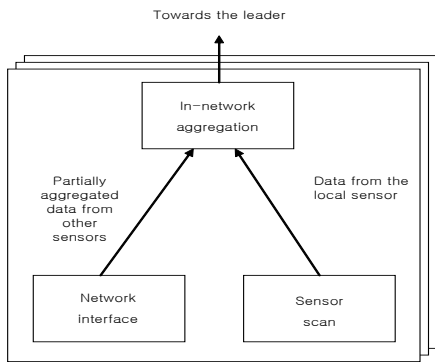 Towards the leader
In-network
aggregation
Partially
aggregated
data from
other
sensors
Data from the
local sensor
Network
interface
Sensor
scan